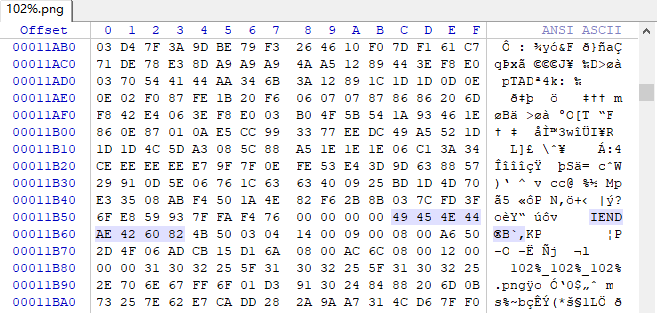 102%.png
Offset 0 1 2 3 4 5 6 7 8 9 A B C D E F ANSI ASCII
00011AB0 03 D4 7F 3A 9D BE 79 F3 26 46 10 F0 7D F1 61 C7 Ô : ¾yó&F ð}ñaÇ
00011AC0 71 DE 78 E3 8D A9 A9 A9 4A A5 12 89 44 3E F8 E0 qÞxã ©©©J¥ ‰D>øà
00011AD0 03 70 54 41 44 AA 34 6B 3A 12 89 1C 1D 1D 0D 0E pTADª4k: ‰
00011AE0 0E 02 F0 87 FE 1B 20 F6 06 07 07 87 86 86 20 6D ð‡þ ö ‡†† m
00011AF0 F8 42 E4 06 3E F8 E0 03 B0 4F 5B 54 1A 93 46 1E øBä >øà °O[T “F
00011B00 86 0E 87 01 0A E5 CC 99 33 77 EE DC 49 A5 52 1D † ‡ åÌ™3wîÜI¥R
00011B10 1D 1D 4C 5D A3 08 5C 88 A5 1E 1E 1E 06 C1 3A 34 L]£ \ˆ¥ Á:4
00011B20 CE EE EE EE E7 9F 7F 0E FE 53 E4 3D 9D 63 88 57 ÎîîîçŸ þSä= cˆW
00011B30 29 91 0D 5E 06 76 1C 63 63 40 09 25 BD 1D 4D 70 )‘ ^ v cc@ %½ Mp
00011B40 E3 35 08 AB F4 50 1A 4E 82 F6 2B 8B 03 7C FD 3F ã5 «ôP N‚ö+‹ |ý?
00011B50 6F E8 59 93 7F FA F4 76 00 00 00 00 49 45 4E 44 oèY“ úôv IEND
00011B60 AE 42 60 82 4B 50 03 04 14 00 09 00 08 00 A6 50 ®B`‚KP ¦P
00011B70 2D 4F 06 AD CB 15 D1 6A 08 00 AC 6C 08 00 12 00 -O ­Ë Ñj ¬l
00011B80 00 00 31 30 32 25 5F 31 30 32 25 5F 31 30 32 25 102%_102%_102%
00011B90 2E 70 6E 67 FF 6F 01 D3 91 30 24 84 88 20 6D 0B .pngÿo Ó‘0$„ˆ m
00011BA0 73 25 7E 62 E7 CA DD 28 2A 9A A7 31 4C D6 7F F0 s%~bçÊÝ(*š§1LÖ ð